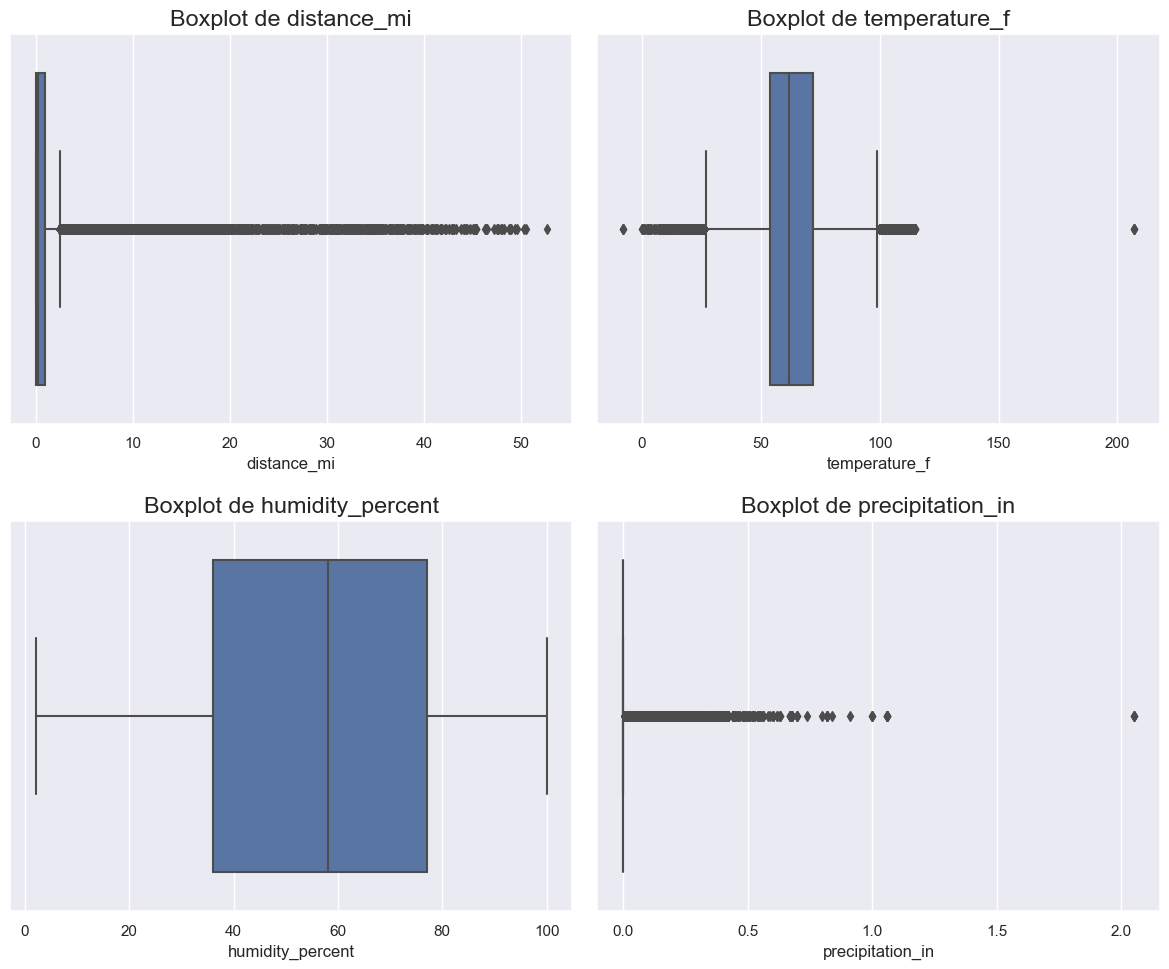 Boxplot de distance_mi
0 10 20 30 40 50
distance_mi
Boxplot de temperature_f
0 50 100 150 200
temperature_f
Boxplot de humidity_percent
0 20 40 60 80 100
humidity_percent
Boxplot de precipitation_in
0.0 0.5 1.0 1.5 2.0
precipitation_in